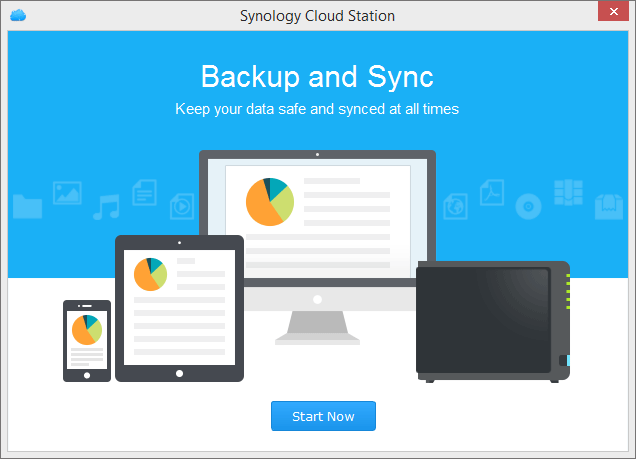 Synology Cloud Station
Backup and Sync
Keep your data safe and synced at all times
Start Now